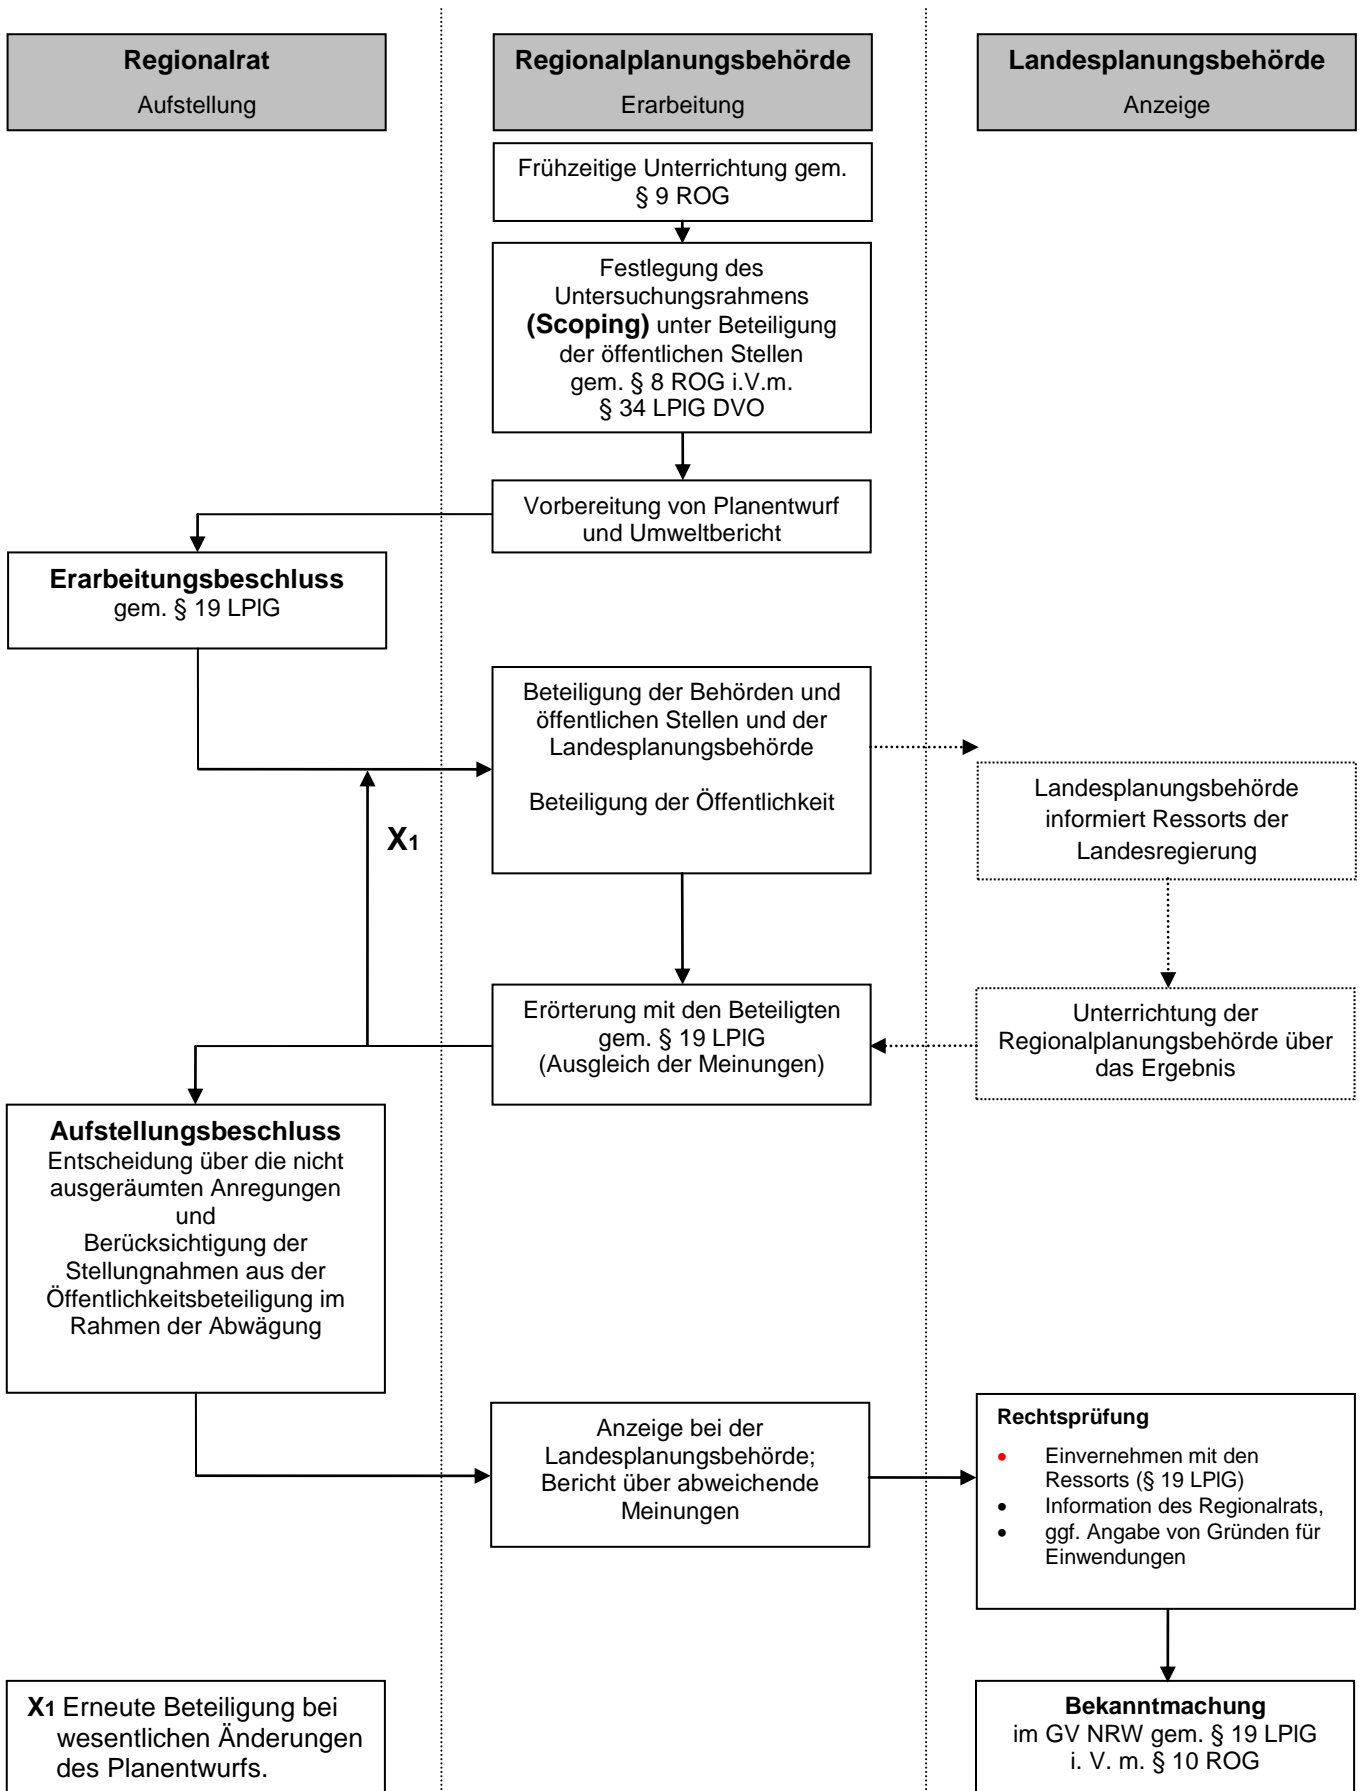 Regionalrat
Aufstellung
Regionalplanungsbehörde
Erarbeitung
Landesplanungsbehörde
Anzeige
Frühzeitige Unterrichtung gem.
§ 9 ROG
Festlegung des
Untersuchungsrahmens
(Scoping) unter Beteiligung
der öffentlichen Stellen
gem. § 8 ROG i.V.m.
§ 34 LPlG DVO
Vorbereitung von Planentwurf
und Umweltbericht
Erarbeitungsbeschluss
gem. § 19 LPlG
Beteiligung der Behörden und
öffentlichen Stellen und der
Landesplanungsbehörde
Beteiligung der Öffentlichkeit
Landesplanungsbehörde
informiert Ressorts der
Landesregierung
X1
Erörterung mit den Beteiligten
gem. § 19 LPlG
(Ausgleich der Meinungen)
Unterrichtung der
Regionalplanungsbehörde über
das Ergebnis
Aufstellungsbeschluss
Entscheidung über die nicht
ausgeräumten Anregungen
und
Berücksichtigung der
Stellungnahmen aus der
Öffentlichkeitsbeteiligung im
Rahmen der Abwägung
Anzeige bei der
Landesplanungsbehörde;
Bericht über abweichende
Meinungen
Rechtsprüfung
• Einvernehmen mit den
Ressorts (§ 19 LPlG)
• Information des Regionalrats,
• ggf. Angabe von Gründen für
Einwendungen
X1 Erneute Beteiligung bei
wesentlichen Änderungen
des Planentwurfs.
Bekanntmachung
im GV NRW gem. § 19 LPlG
i. V. m. § 10 ROG